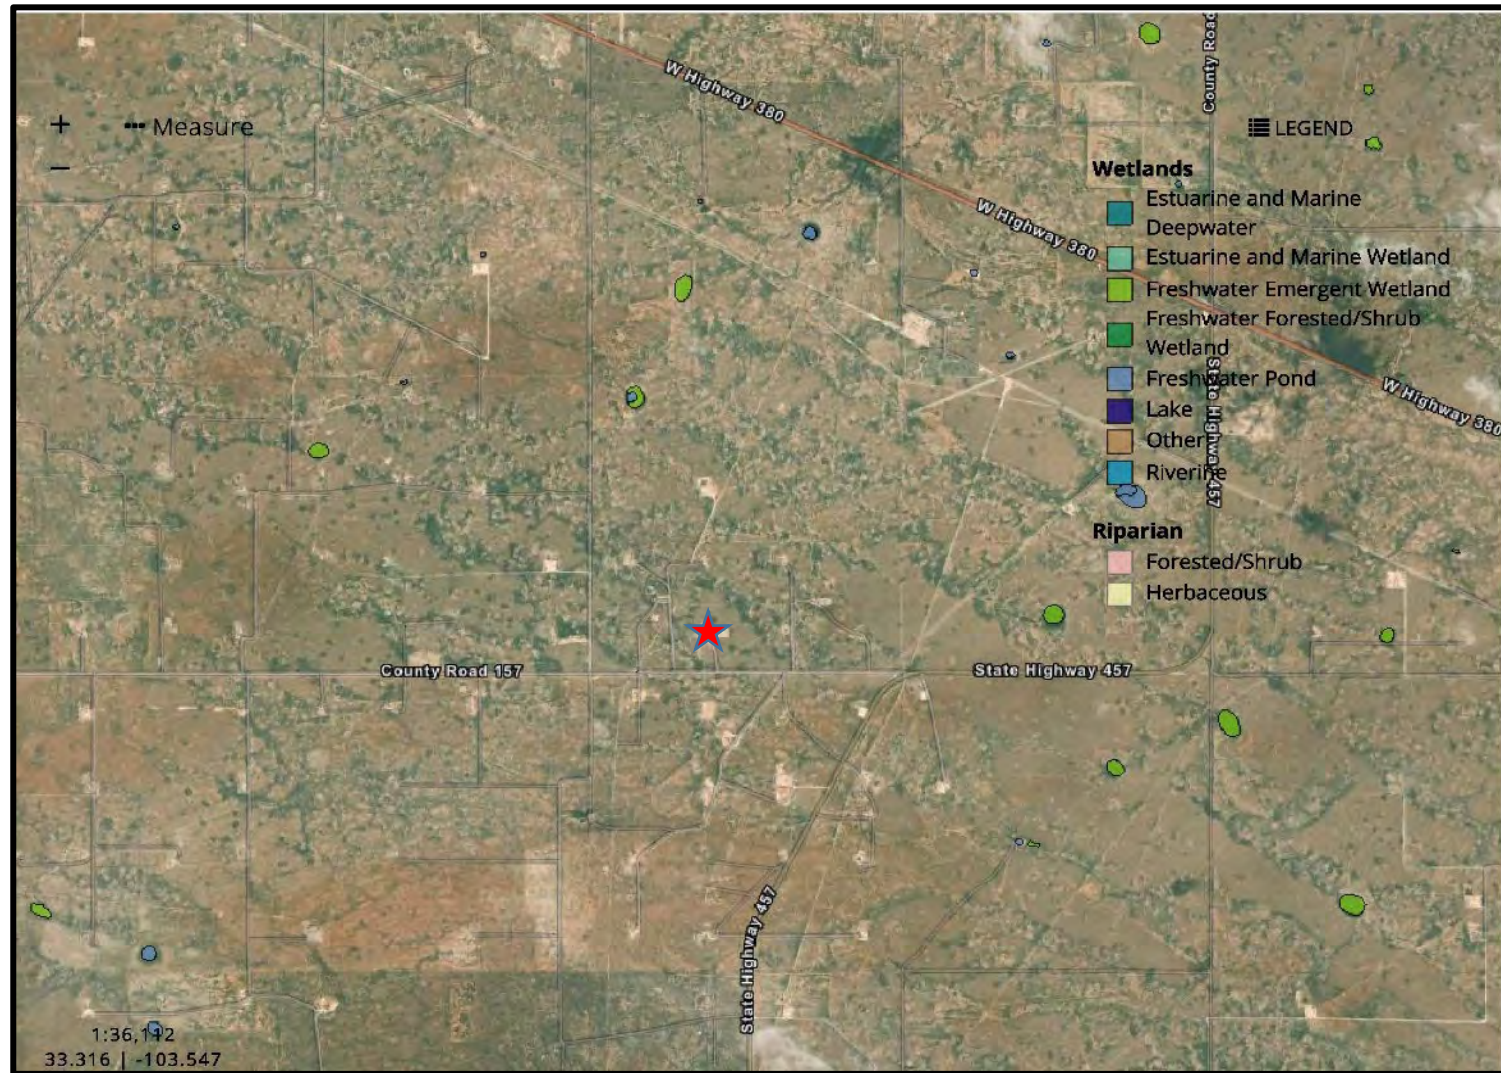 W Highway 380
County Road
+
Measure
LEGEND
−
Wetlands
Estuarine and Marine
Deepwater
W Highway 380
Estuarine and Marine Wetland
Freshwater Emergent Wetland
Freshwater Forested/Shrub
Wetland
Freshwater Pond
State Highway 457
W Highway 380
Lake
Other
Riverine
Riparian
Forested/Shrub
Herbaceous
County Road 157
State Highway 457
State Highway 457
1:36,112
33.316 | -103.547